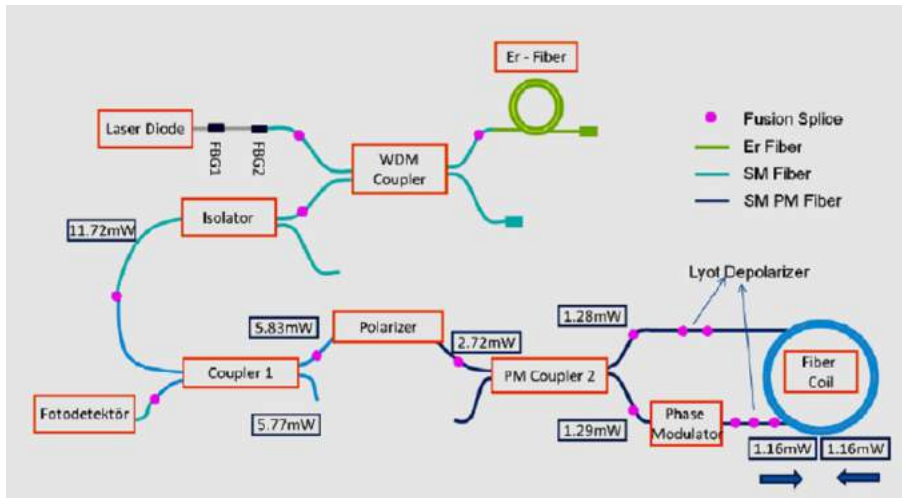 Er - Fiber
Laser Diode
FBG1
FBG2
WDM
Coupler
Fusion Splice
Er Fiber
SM Fiber
SM PM Fiber
Isolator
11.72mW
Lyot Depolarizer
5.83mW
Polarizer
2.72mW
1.28mW
Coupler 1
PM Coupler 2
Fiber
Coil
Fotodetektör
5.77mW
1.29mW
Phase
Modulator
1.16mW
1.16mW